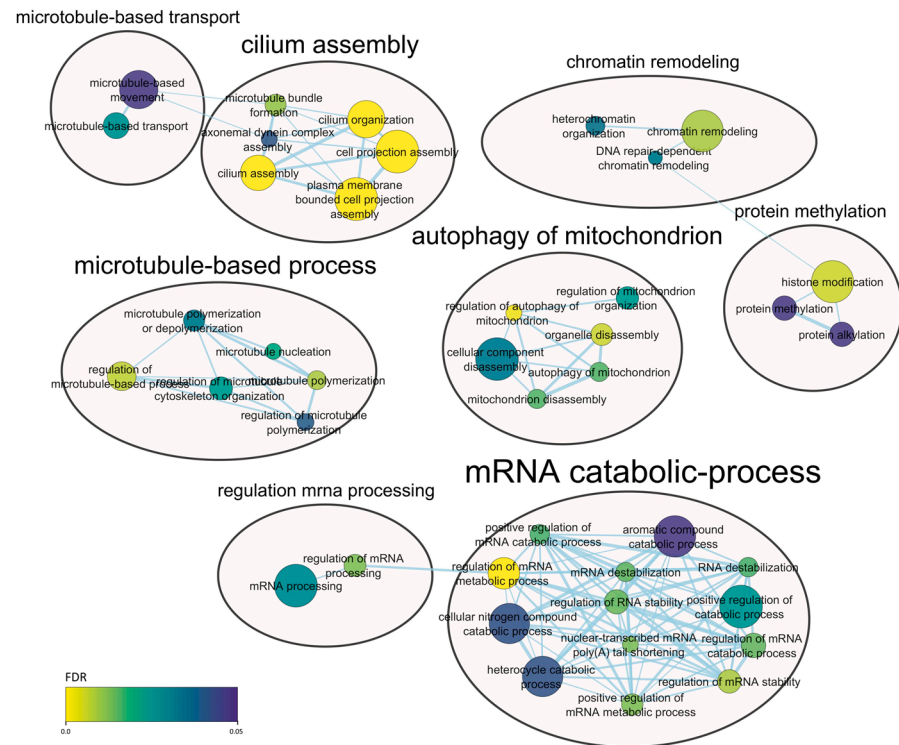 microtobule-based transport
cilium assembly
chromatin remodeling
microtubule-based
movement
microtubule-based transport
microtubule bundle
formation
cilium organization
axonemal dynein complex
assembly
cell projection assembly
cilium assembly
plasma membrane
bounded cell projection
assembly
heterochromatin
organization
chromatin remodeling
DNA repair-dependent
chromatin remodeling
protein methylation
histone modification
protein methylation
protein alkylation
autophagy of mitochondrion
regulation of mitochondrion
organization
regulation of autophagy of
mitochondrion
organelle disassembly
cellular component
disassembly
autophagy of mitochondrion
mitochondrion disassembly
microtubule-based process
microtubule polymerization
or depolymerization
microtubule nucleation
regulation of
microtubule-based process
regulation of microtubule
cytoskeleton organization
microtubule polymerization
regulation of microtubule
polymerization
regulation mrna processing
regulation of mRNA
processing
mRNA processing
mRNA catabolic-process
positive regulation of
mRNA catabolic process
aromatic compound
catabolic process
regulation of mRNA
metabolic process
mRNA destabilization
RNA destabilization
regulation of RNA stability
positive regulation of
catabolic process
cellular nitrogen compound
catabolic process
nuclear-transcribed mRNA
poly(A) tail shortening
regulation of mRNA
catabolic process
heterocycle catabolic
process
regulation of mRNA stability
positive regulation of
mRNA metabolic process
FDR
0.0
0.05